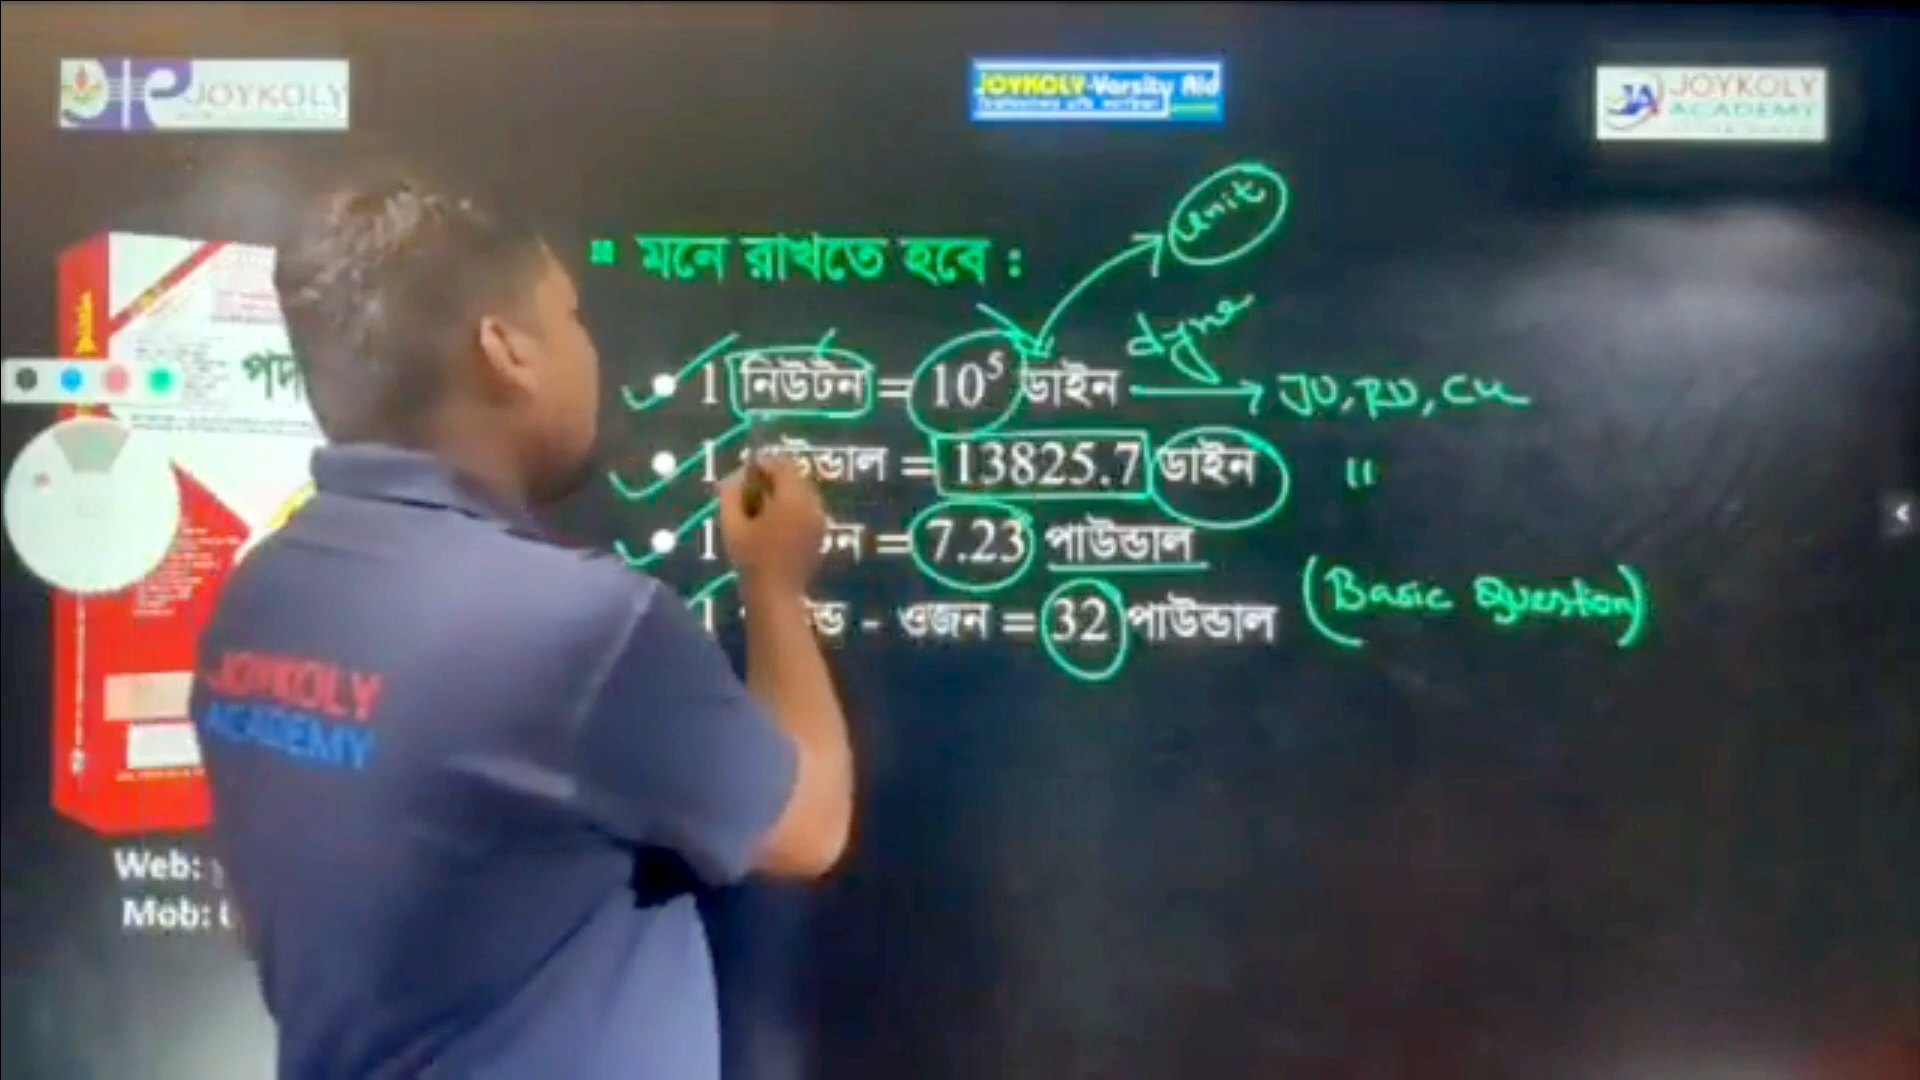 JOYKOLY
JOYKOLY-Varsity Aid
JOYKOLY
ACADEMY
unit
■ মনে রাখতে হবে :
dyne
• 1 নিউটন = 10⁵ ডাইন → JU, RU, CU
• 1 পাউন্ডাল = 13825.7 ডাইন "
• 1 = 7.23 পাউন্ডাল
1 - ওজন = 32 পাউন্ডাল (Basic Question)
JOYKOLY
ACADEMY
Web:
Mob: